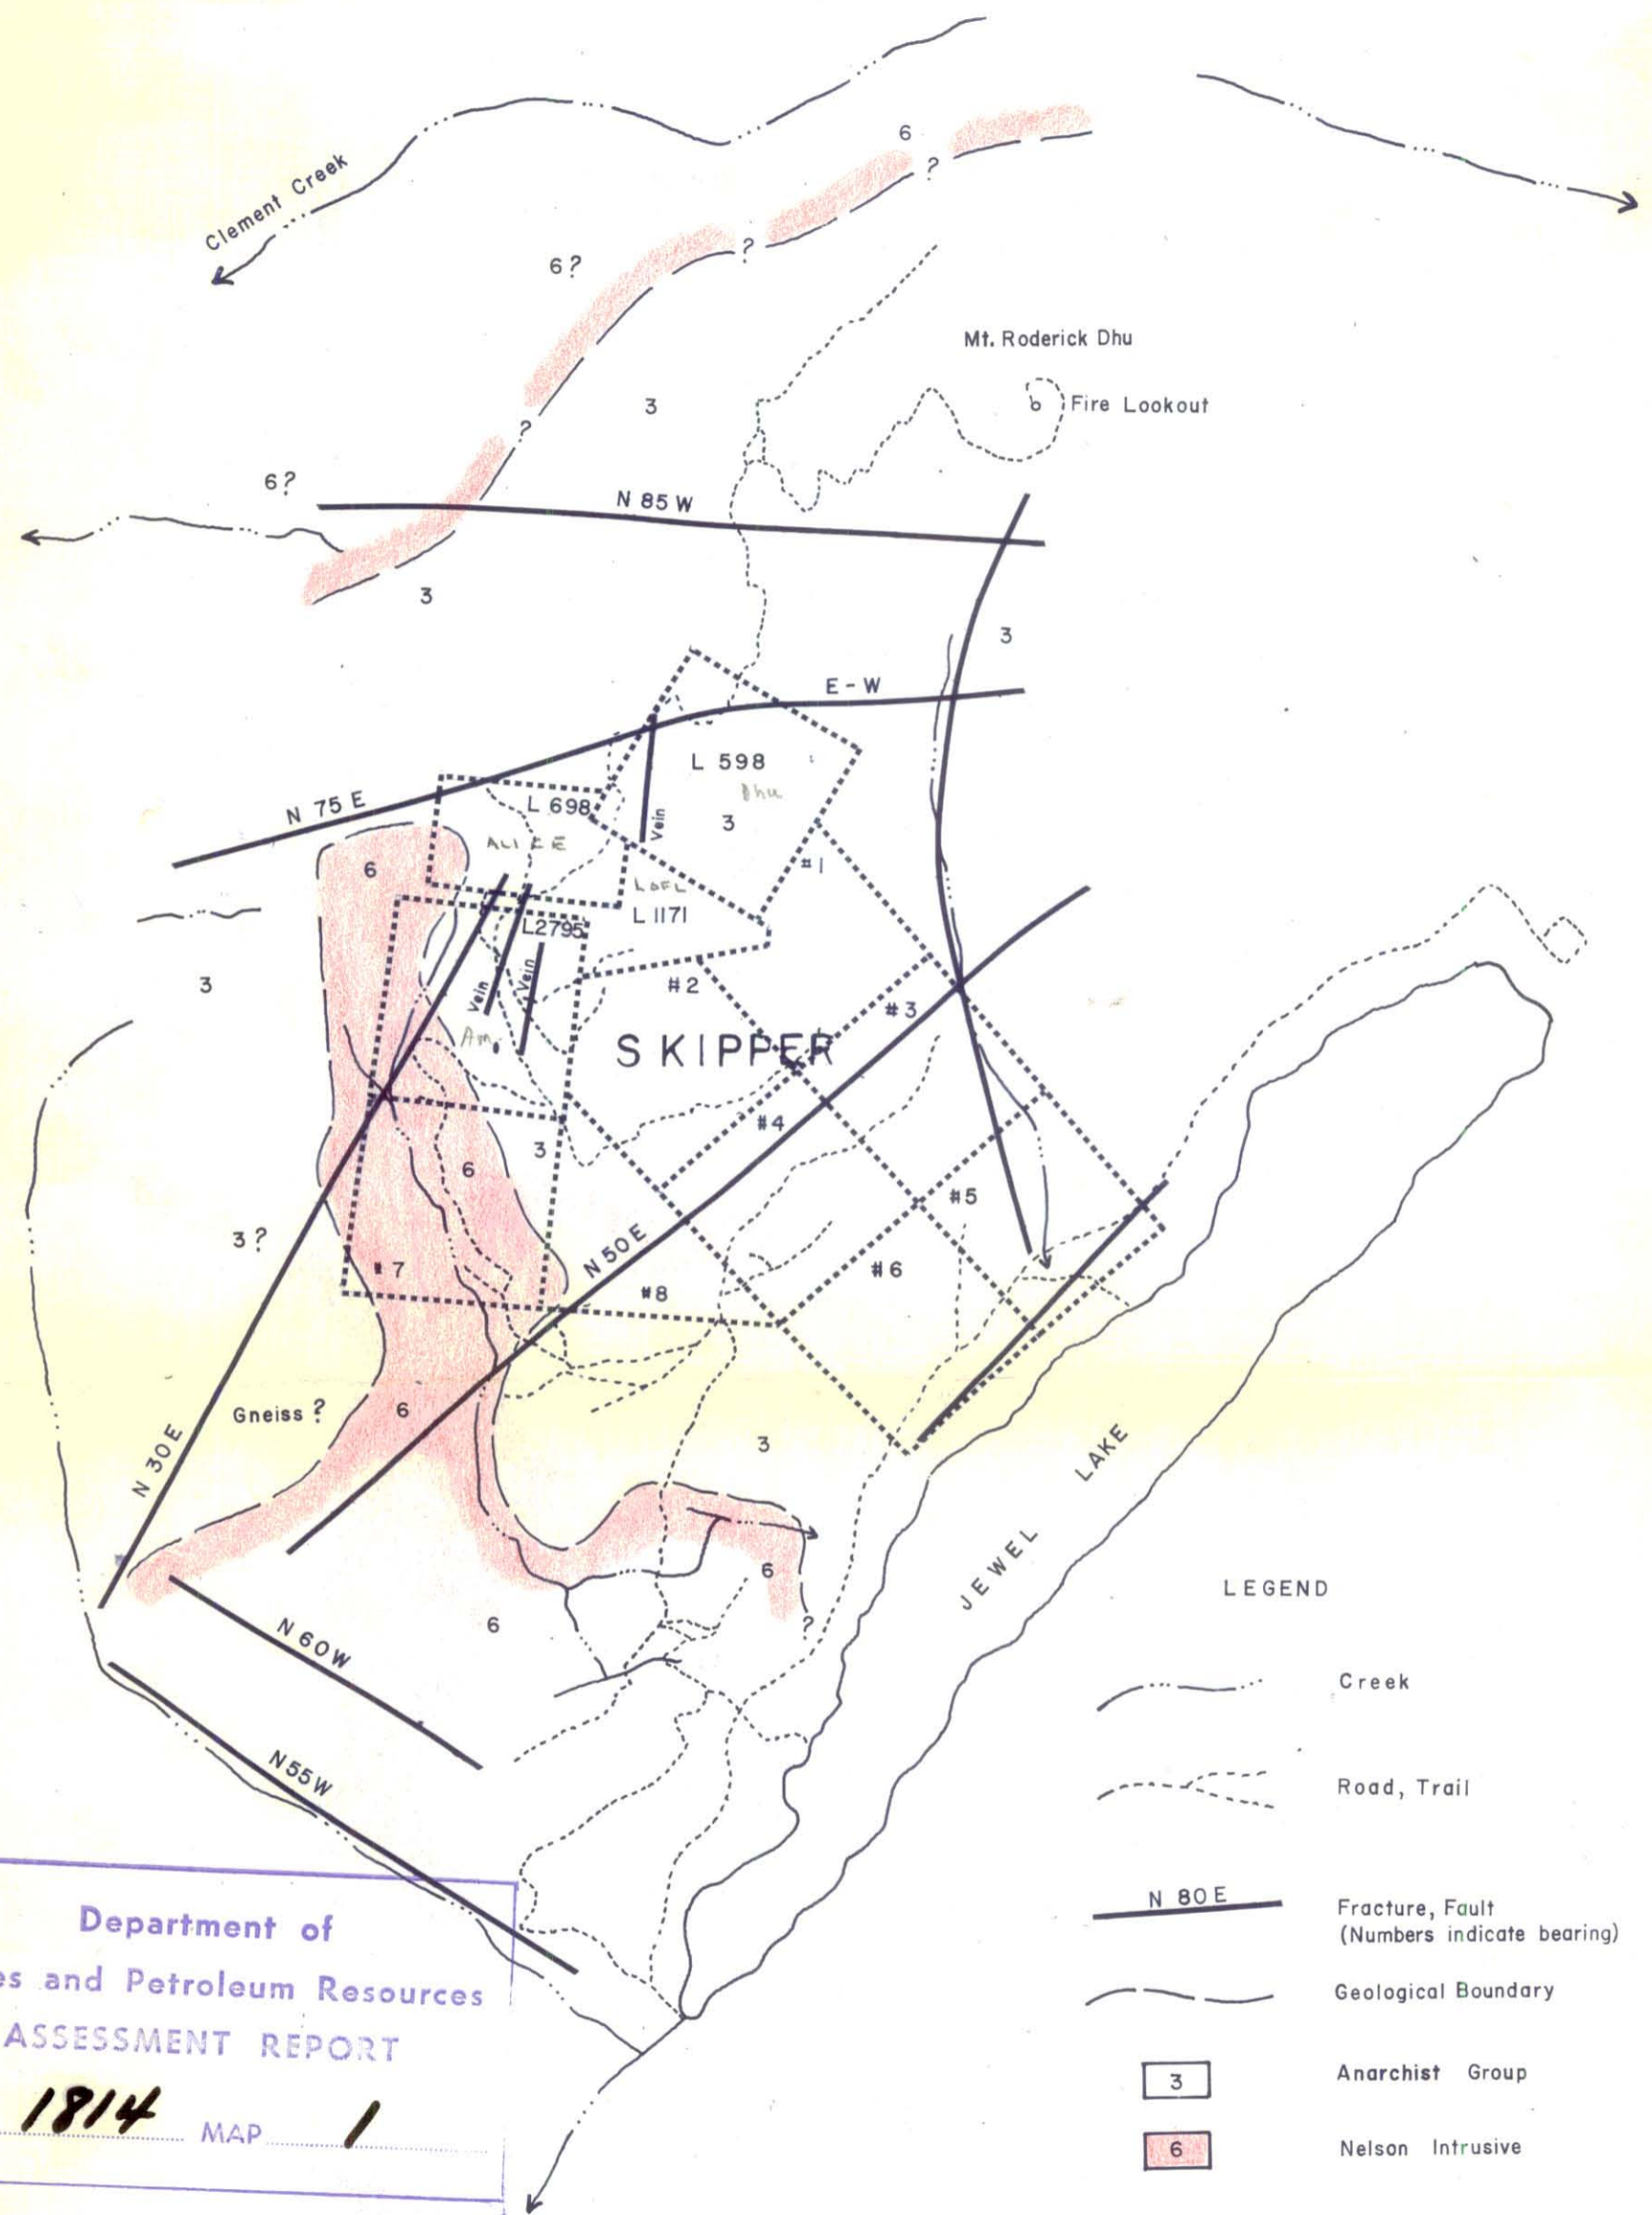 6
?
Clement Creek
?
6?
Mt. Roderick Dhu
Fire Lookout
3
?
6?
N 85 W
3
3
E - W
L 598
Dhu
N 75 E
L 698
Vein
3
ALICE
6
#1
L 1171
L2795
3
Vein
Vein
#2
#3
Am.
SKIPPER
#4
3
6
#5
3?
N 50 E
#7
#6
#8
Gneiss ?
6
N 30 E
3
JEWEL LAKE
6
6
?
N 60 W
N 55 W
LEGEND
Creek
Road, Trail
N 80 E
Fracture, Fault
(Numbers indicate bearing)
Geological Boundary
3
Anarchist Group
6
Nelson Intrusive
Department of
es and Petroleum Resources
ASSESSMENT REPORT
1814 MAP 1